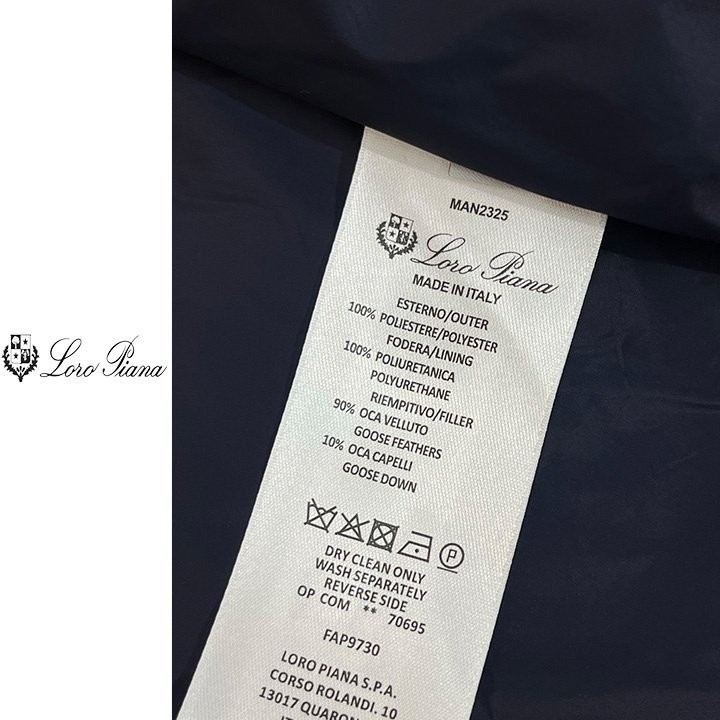 Loro Piana
MAN2325
Loro Piana
MADE IN ITALY
ESTERNO/OUTER
100% POLIESTERE/POLYESTER
FODERA/LINING
100% POLIURETANICA
POLYURETHANE
RIEMPITIVO/FILLER
90% OCA VELLUTO
GOOSE FEATHERS
10% OCA CAPELLI
GOOSE DOWN
P
DRY CLEAN ONLY
WASH SEPARATELY
REVERSE SIDE
OP COM ** 70695
FAP9730
LORO PIANA S.P.A.
CORSO ROLANDI. 10
13017 QUARON